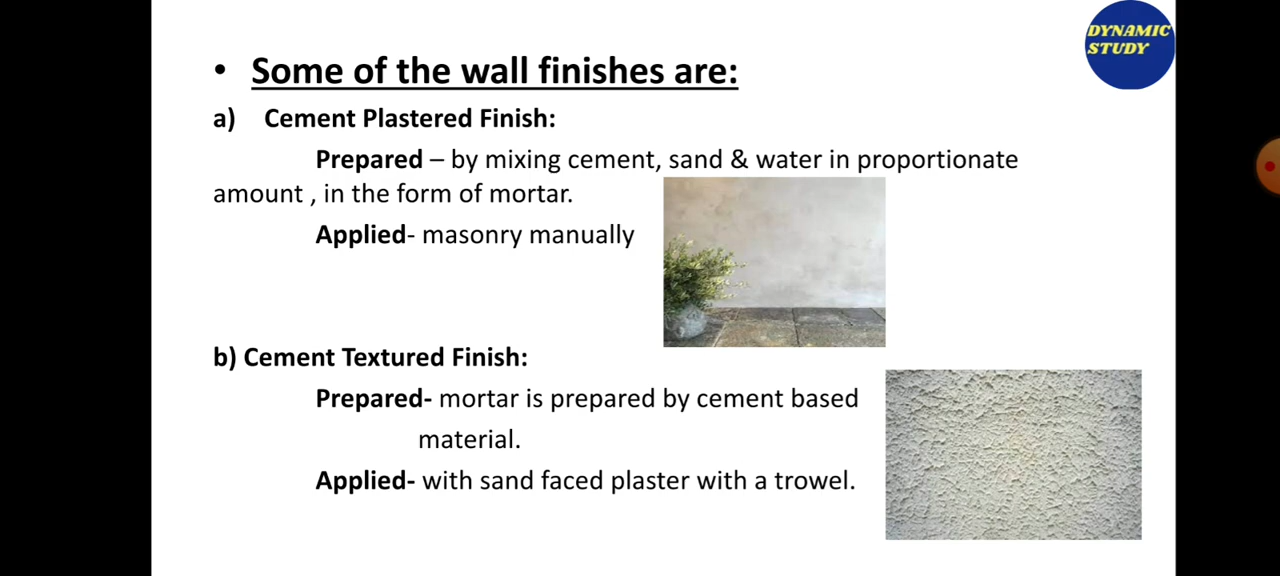 DYNAMIC
STUDY
• Some of the wall finishes are:
a) Cement Plastered Finish:
Prepared – by mixing cement, sand & water in proportionate
amount , in the form of mortar.
Applied- masonry manually
b) Cement Textured Finish:
Prepared- mortar is prepared by cement based
material.
Applied- with sand faced plaster with a trowel.